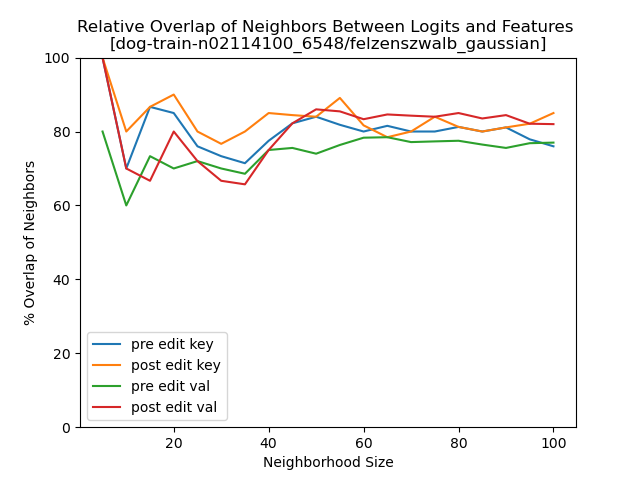 Relative Overlap of Neighbors Between Logits and Features
[dog-train-n02114100_6548/felzenszwalb_gaussian]
% Overlap of Neighbors
100
80
60
40
20
0
pre edit key
post edit key
pre edit val
post edit val
20 40 60 80 100
Neighborhood Size